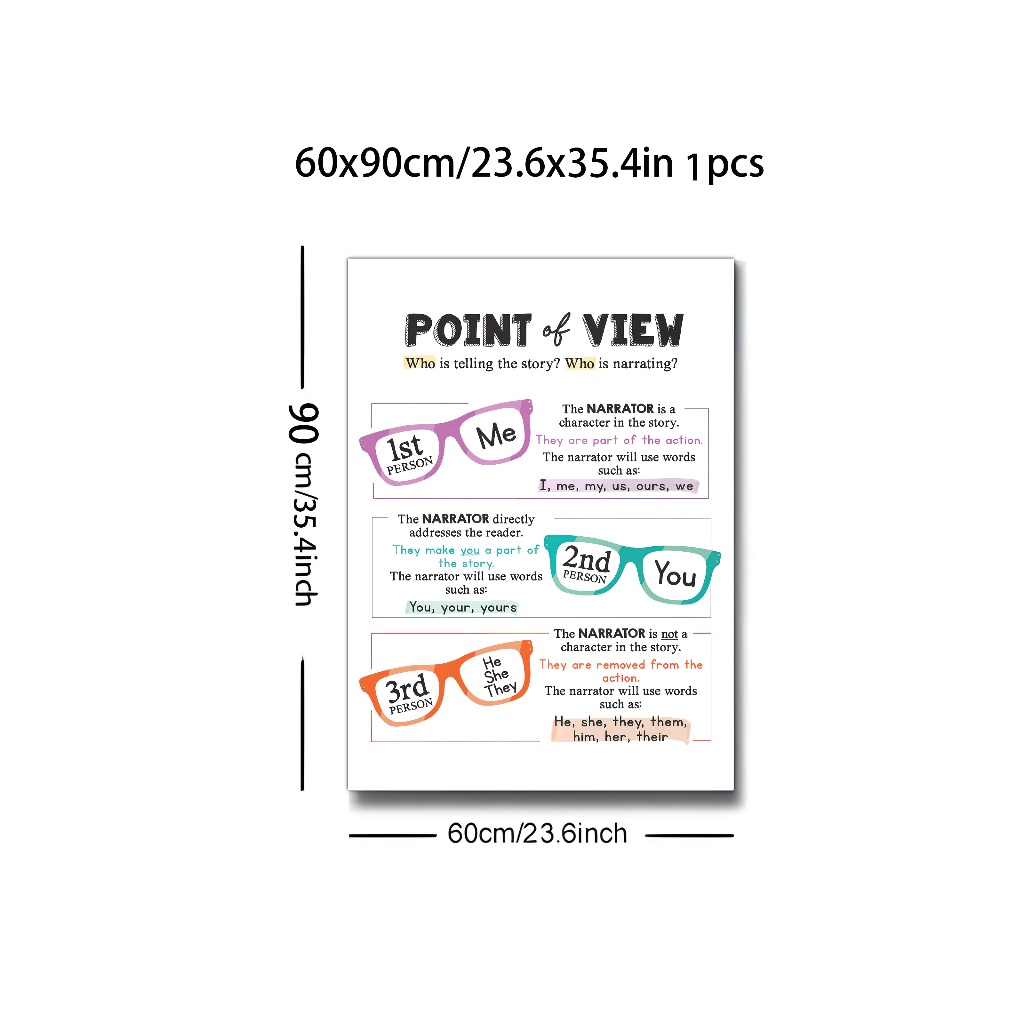 60x90cm/23.6x35.4in 1pcs
90 cm/35.4inch
POINT of VIEW
Who is telling the story? Who is narrating?
1st
PERSON
Me
The NARRATOR is a
character in the story.
They are part of the action.
The narrator will use words
such as:
I, me, my, us, ours, we
The NARRATOR directly
addresses the reader.
They make you a part of
the story.
The narrator will use words
such as:
You, your, yours
2nd
PERSON
You
3rd
PERSON
He
She
They
The NARRATOR is not a
character in the story.
They are removed from the
action.
The narrator will use words
such as:
He, she, they, them,
him, her, their
60cm/23.6inch